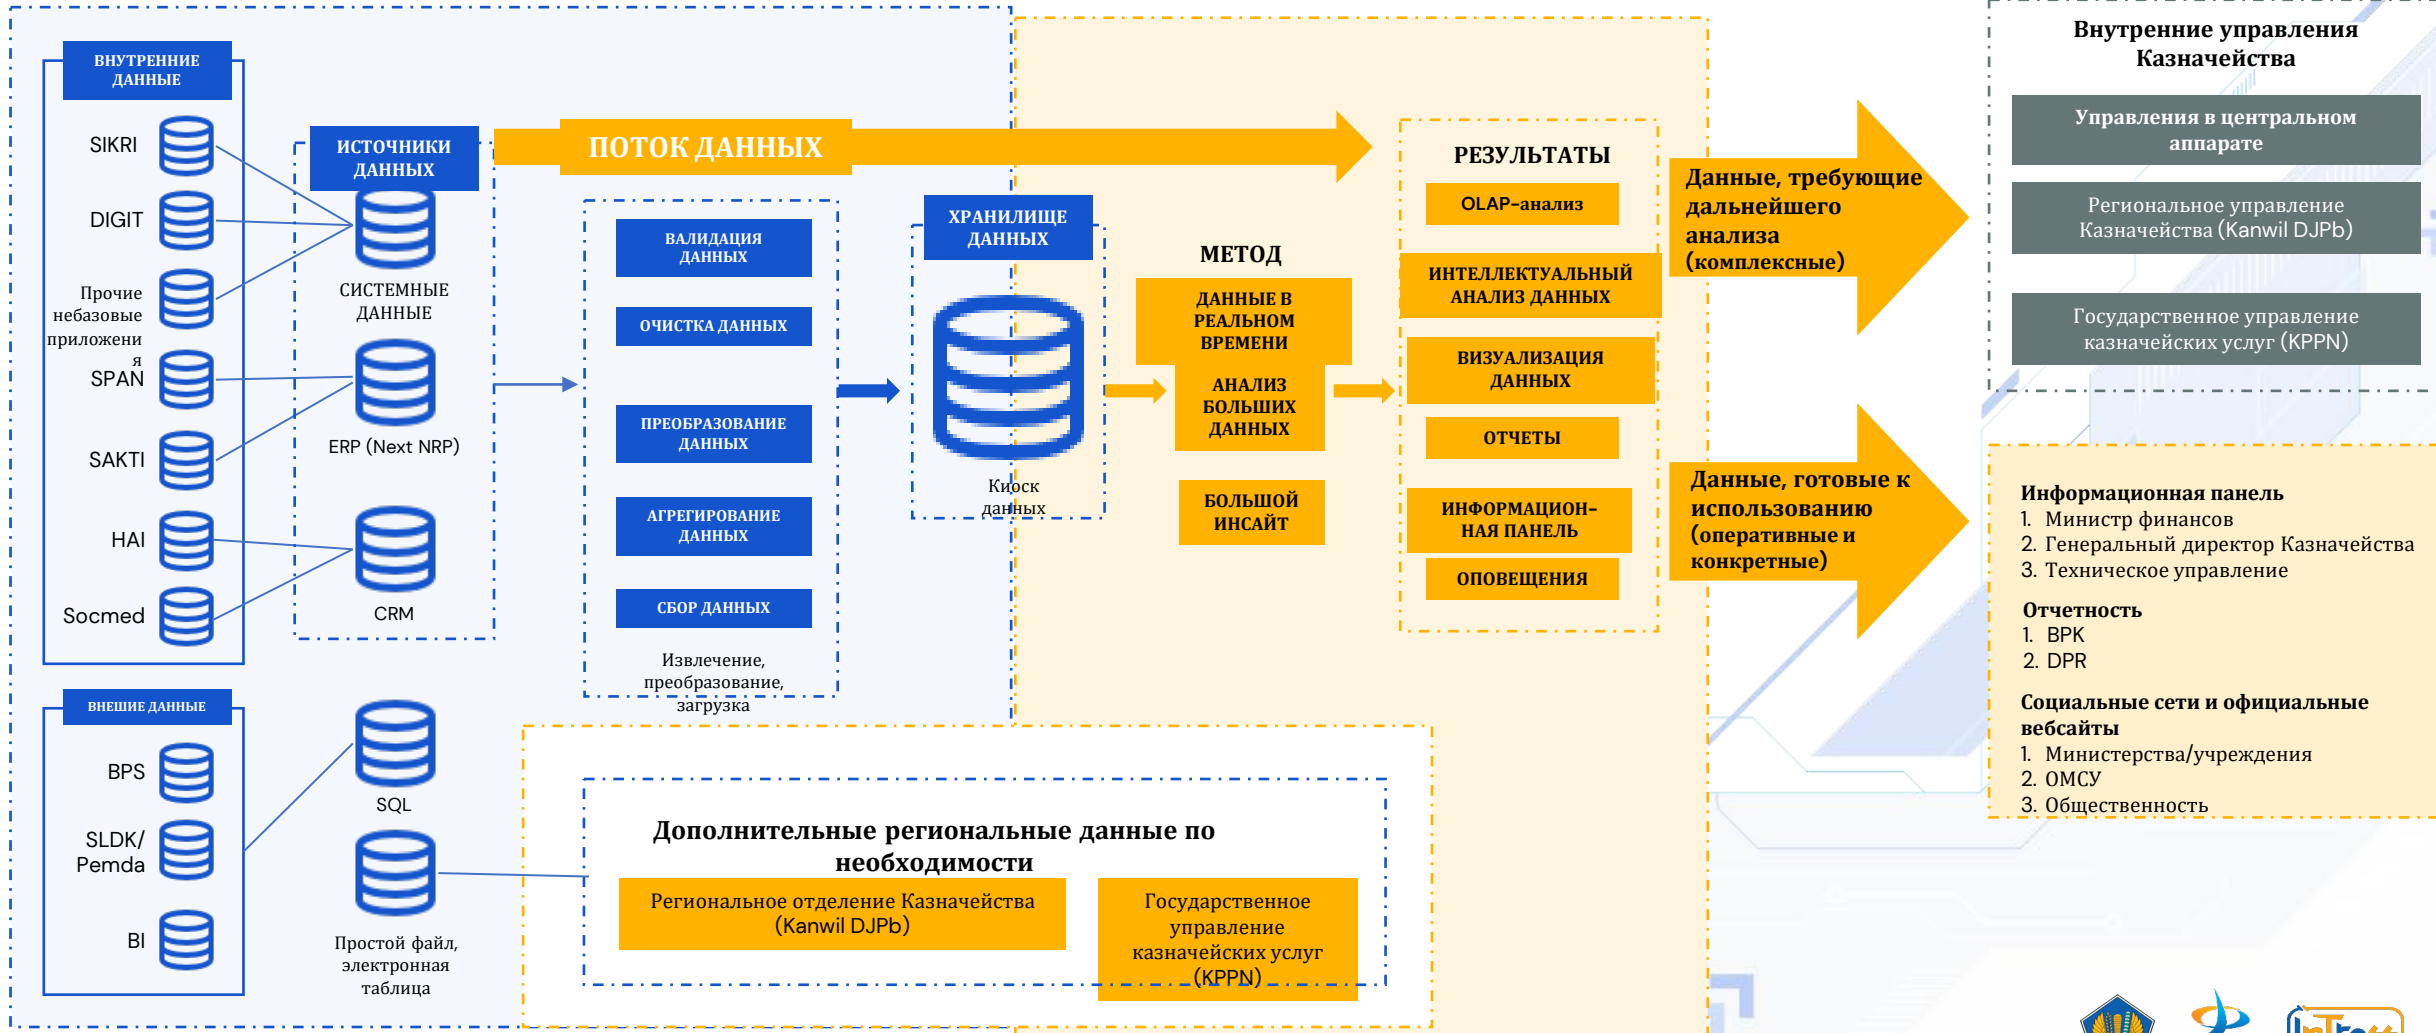 ВНУТРЕННИЕ
ДАННЫЕ
SIKRI
DIGIT
Прочие
небазовые
приложени
я
SPAN
SAKTI
HAI
Socmed
ВНЕШИЕ ДАННЫЕ
BPS
SLDK/
Pemda
BI
ИСТОЧНИКИ
ДАННЫХ
СИСТЕМНЫЕ
ДАННЫЕ
ERP (Next NRP)
CRM
SQL
Простой файл,
электронная
таблица
ПОТОК ДАННЫХ
ВАЛИДАЦИЯ
ДАННЫХ
ОЧИСТКА ДАННЫХ
ПРЕОБРАЗОВАНИЕ
ДАННЫХ
АГРЕГИРОВАНИЕ
ДАННЫХ
СБОР ДАННЫХ
Извлечение,
преобразование,
загрузка
ХРАНИЛИЩЕ
ДАННЫХ
Киоск
данных
МЕТОД
ДАННЫЕ В
РЕАЛЬНОМ
ВРЕМЕНИ
АНАЛИЗ
БОЛЬШИХ
ДАННЫХ
БОЛЬШОЙ
ИНСАЙТ
РЕЗУЛЬТАТЫ
OLAP-анализ
ИНТЕЛЛЕКТУАЛЬНЫЙ
АНАЛИЗ ДАННЫХ
ВИЗУАЛИЗАЦИЯ
ДАННЫХ
ОТЧЕТЫ
ИНФОРМАЦИОН-
НАЯ ПАНЕЛЬ
ОПОВЕЩЕНИЯ
Данные, требующие
дальнейшего
анализа
(комплексные)
Данные, готовые к
использованию
(оперативные и
конкретные)
Дополнительные региональные данные по
необходимости
Региональное отделение Казначейства
(Kanwil DJPb)
Государственное
управление
казначейских услуг
(KPPN)
Внутренние управления
Казначейства
Управления в центральном
аппарате
Региональное управление
Казначейства (Kanwil DJPb)
Государственное управление
казначейских услуг (KPPN)
Информационная панель
1. Министр финансов
2. Генеральный директор Казначейства
3. Техническое управление
Отчетность
1. BPK
2. DPR
Социальные сети и официальные
вебсайты
1. Министерства/учреждения
2. ОМСУ
3. Общественность
InTress